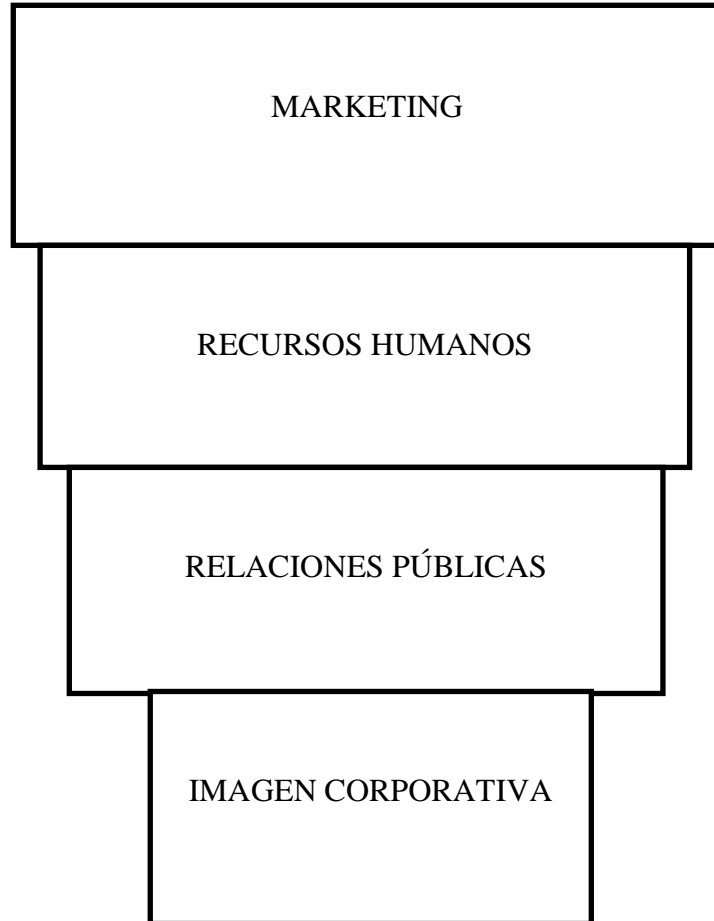 MARKETING
RECURSOS HUMANOS
RELACIONES PÚBLICAS
IMAGEN CORPORATIVA